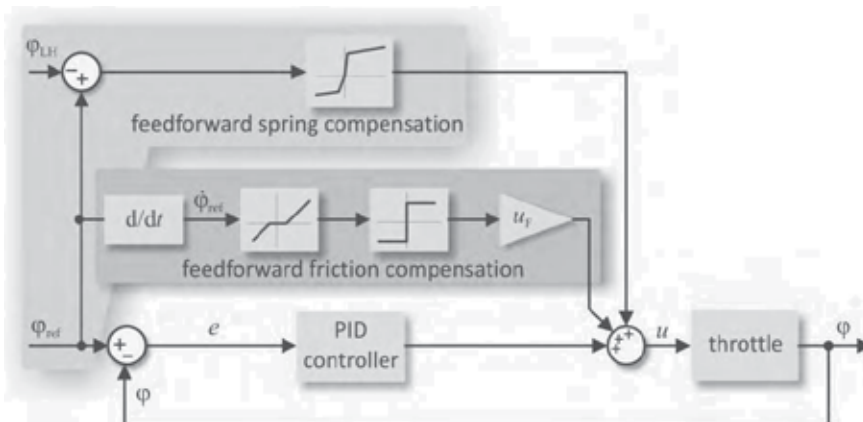 φLH
- +
feedforward spring compensation
d/dt
φ̇ref
uF
feedforward friction compensation
φref
+ -
e
PID
controller
+ + +
u
throttle
φ
φ